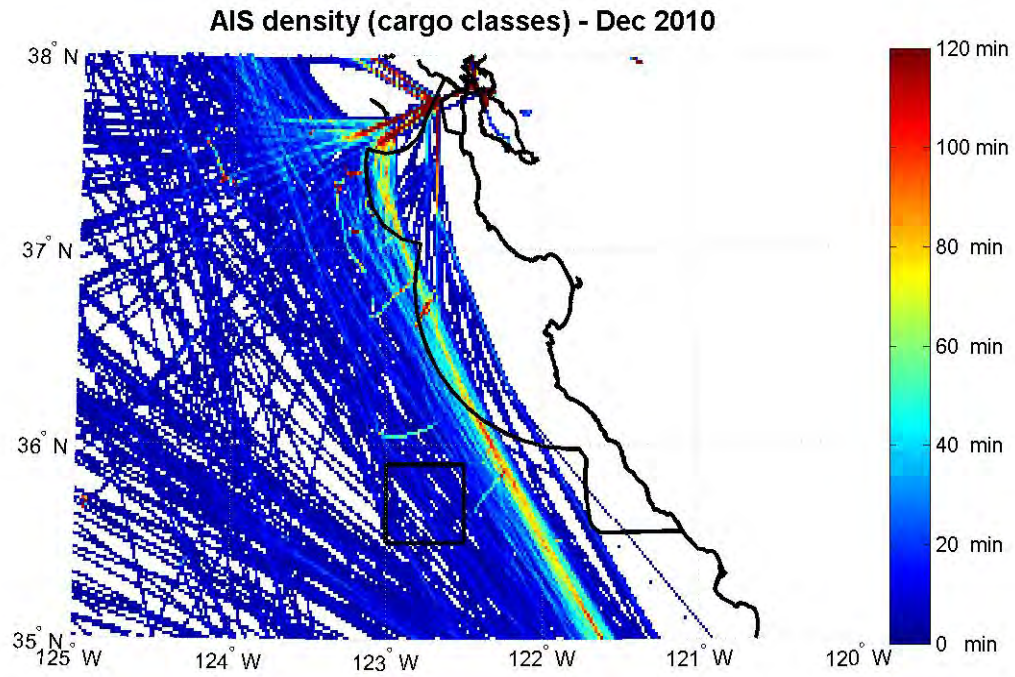 AIS density (cargo classes) - Dec 2010
38° N
37° N
36° N
35° N
125° W
124° W
123° W
122° W
121° W
120° W
120 min
100 min
80 min
60 min
40 min
20 min
0 min